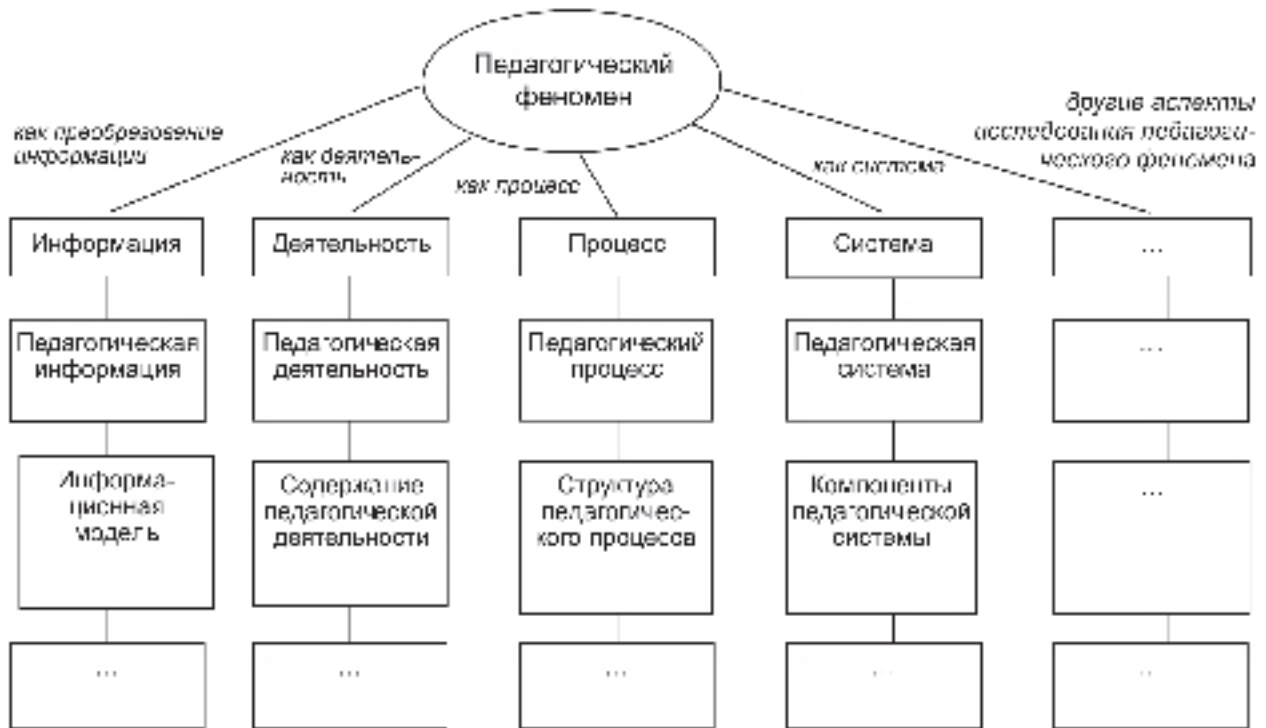 Педагогический
феномен
как преобрезовение
информации
как деятель-
ность
как процесс
как система
другие аспекты
исследования педагоги-
ческого феномена
Информация
Деятельность
Процесс
Система
...
Педагогическая
информация
Педагогическая
деятельность
Педагогический
процесс
Педагогическая
система
...
Информа-
ционная
модель
Содержание
педагогической
деятельности
Структура
педагогичес-
кого процесса
Компоненты
педагогической
системы
...
...
...
...
...
...